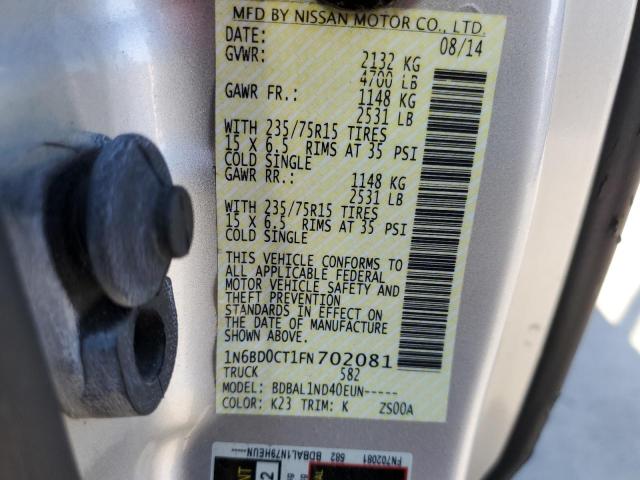 MFD BY NISSAN MOTOR CO., LTD.
DATE: 08/14
GVWR: 2132 KG
4700 LB
GAWR FR.: 1148 KG
2531 LB
WITH 235/75R15 TIRES
15 X 6.5 RIMS AT 35 PSI
COLD SINGLE
GAWR RR.: 1148 KG
2531 LB
WITH 235/75R15 TIRES
15 X 6.5 RIMS AT 35 PSI
COLD SINGLE
THIS VEHICLE CONFORMS TO
ALL APPLICABLE FEDERAL
MOTOR VEHICLE SAFETY AND
THEFT PREVENTION
STANDARDS IN EFFECT ON
THE DATE OF MANUFACTURE
SHOWN ABOVE.
1N6BD0CT1FN702081
TRUCK 582
MODEL: BDBAL1ND40EUN-----
COLOR: K23 TRIM: K ZS00A
FN702081
582 BDBAL1N79HEUN